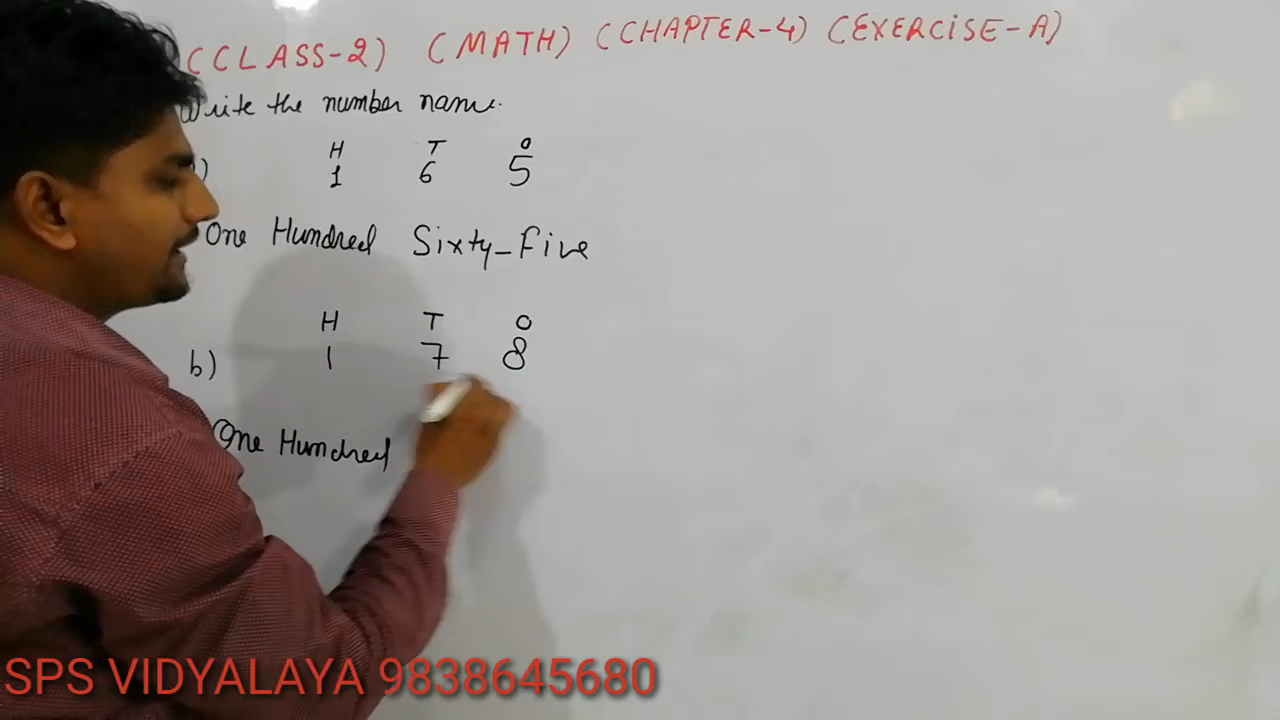 (CLASS-2) (MATH) (CHAPTER-4) (EXERCISE-A)
Write the number name.
H T O
) 1 6 5
One Hundred Sixty-Five
H T O
b) 1 7 8
One Hundred
SPS VIDYALAYA 9838645680